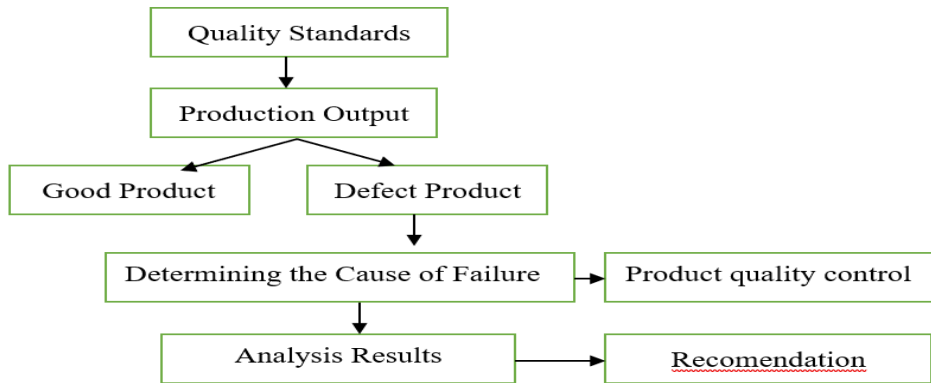 Quality Standards
Production Output
Good Product
Defect Product
Determining the Cause of Failure
Product quality control
Analysis Results
Recomendation